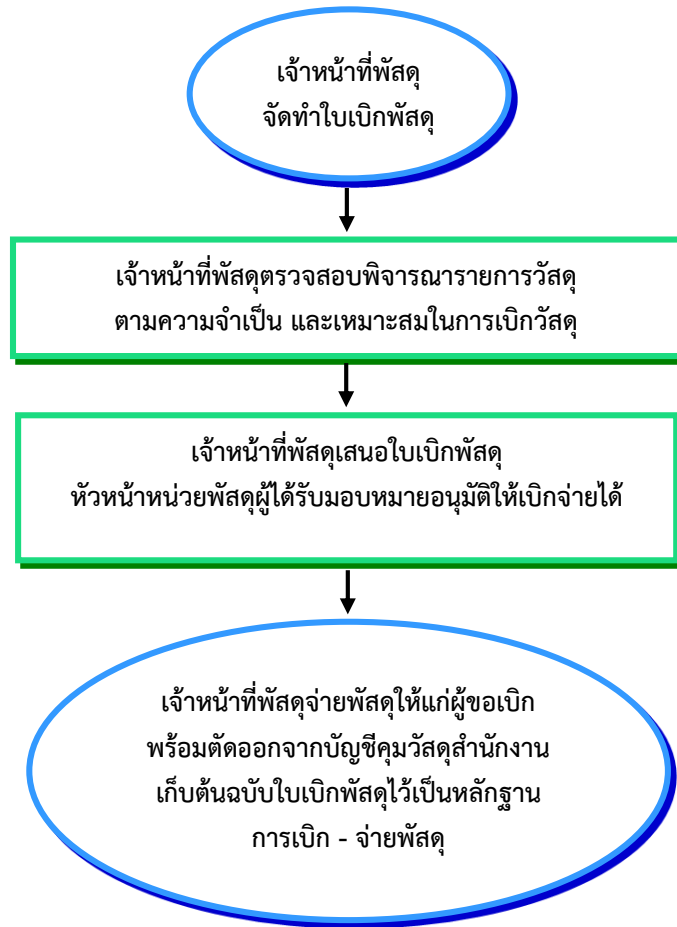 เจ้าหน้าที่พัสดุ
จัดทำใบเบิกพัสดุ
เจ้าหน้าที่พัสดุตรวจสอบพิจารณารายการวัสดุ
ตามความจำเป็น และเหมาะสมในการเบิกวัสดุ
เจ้าหน้าที่พัสดุเสนอใบเบิกพัสดุ
หัวหน้าหน่วยพัสดุผู้ได้รับมอบหมายอนุมัติให้เบิกจ่ายได้
เจ้าหน้าที่พัสดุจ่ายพัสดุให้แก่ผู้ขอเบิก
พร้อมตัดออกจากบัญชีคุมวัสดุสำนักงาน
เก็บต้นฉบับใบเบิกพัสดุไว้เป็นหลักฐาน
การเบิก - จ่ายพัสดุ